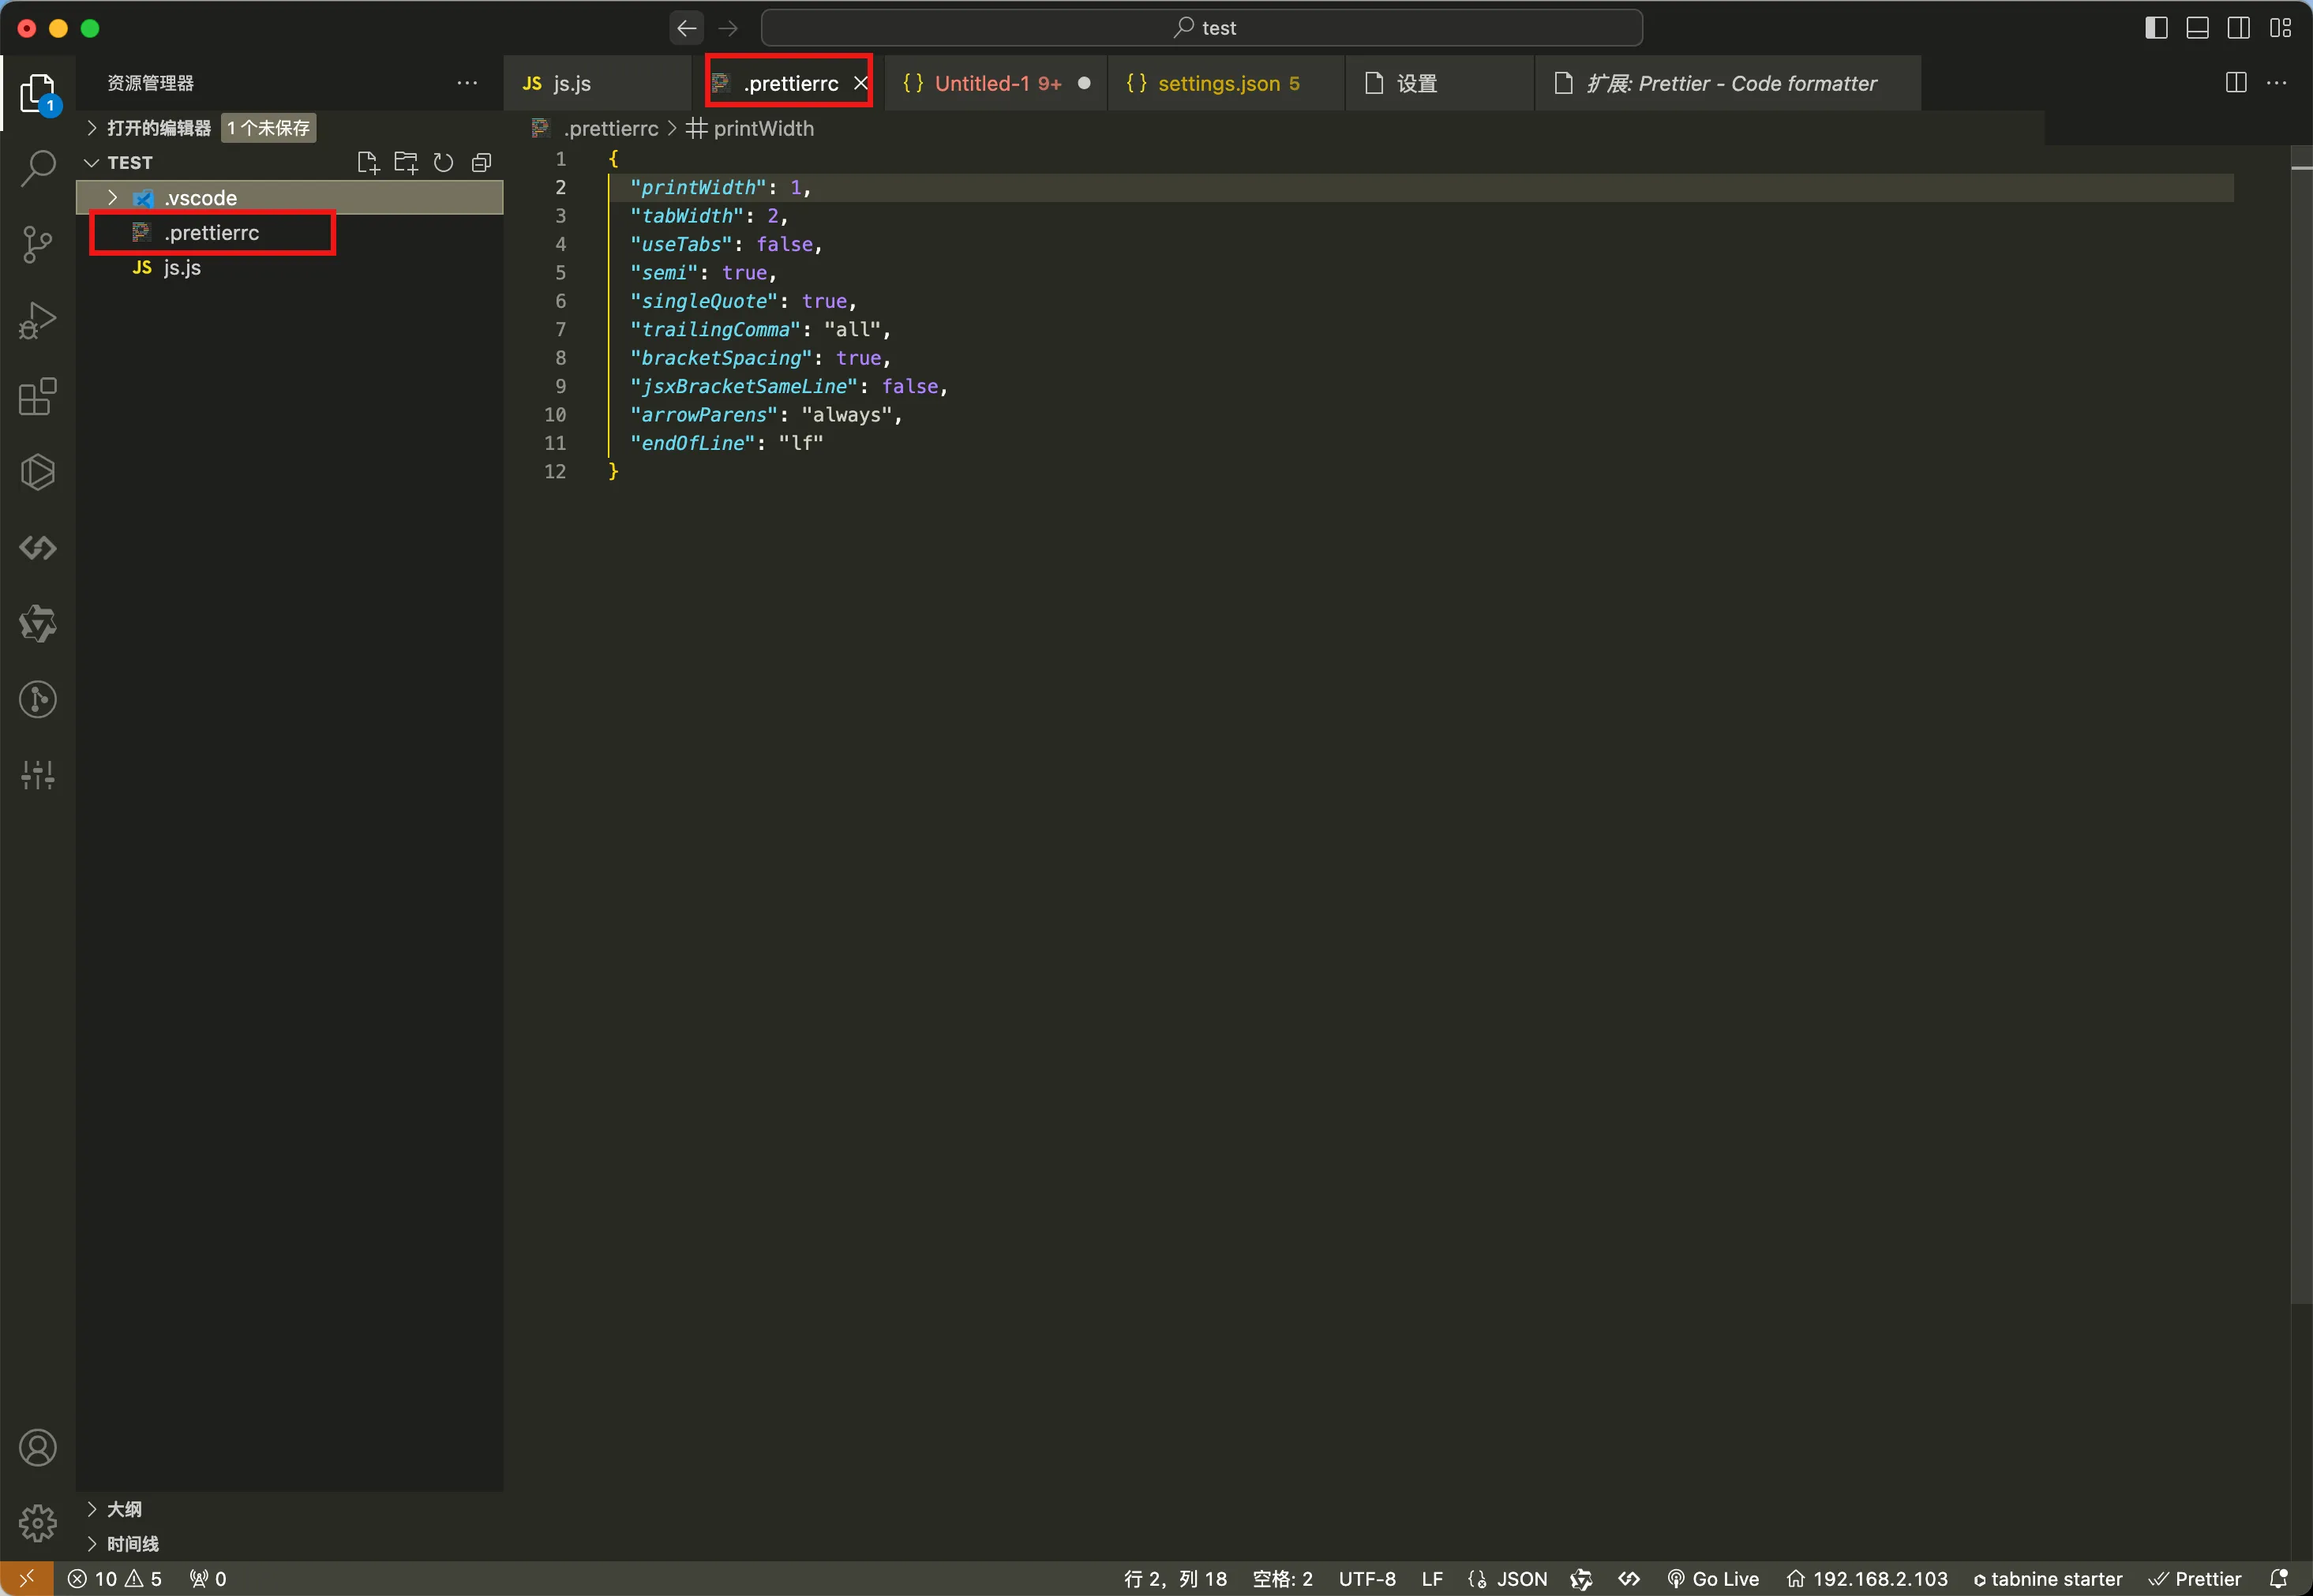 test
资源管理器
JS js.js
.prettierrc
{} Untitled-1 9+
{} settings.json 5
设置
扩展: Prettier - Code formatter
打开的编辑器 1 个未保存
.prettierrc > # printWidth
TEST
.vscode
.prettierrc
JS js.js
1
1 {
2 "printWidth": 1,
3 "tabWidth": 2,
4 "useTabs": false,
5 "semi": true,
6 "singleQuote": true,
7 "trailingComma": "all",
8 "bracketSpacing": true,
9 "jsxBracketSameLine": false,
10 "arrowParens": "always",
11 "endOfLine": "lf"
12 }
大纲
时间线
10 5 0 行 2，列 18 空格: 2 UTF-8 LF JSON Go Live 192.168.2.103 tabnine starter Prettier